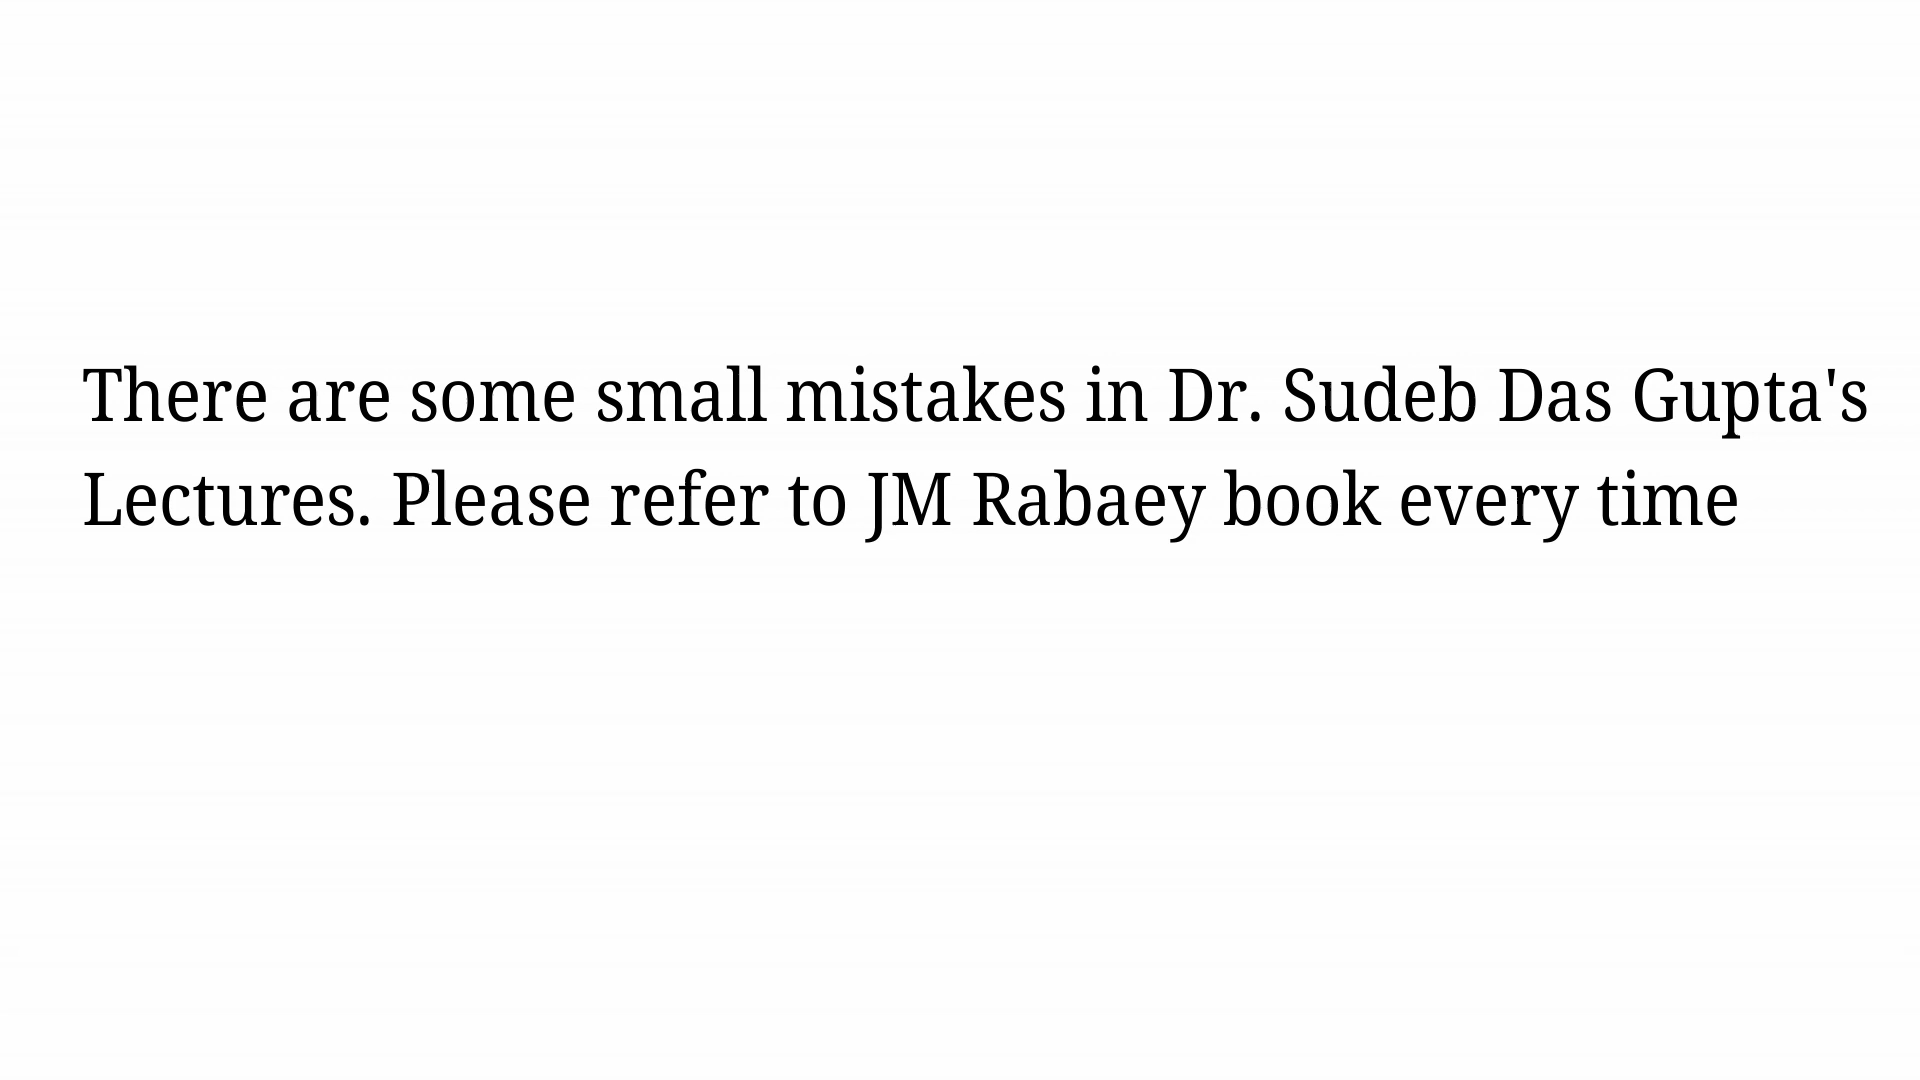 There are some small mistakes in Dr. Sudeb Das Gupta's
Lectures. Please refer to JM Rabaey book every time